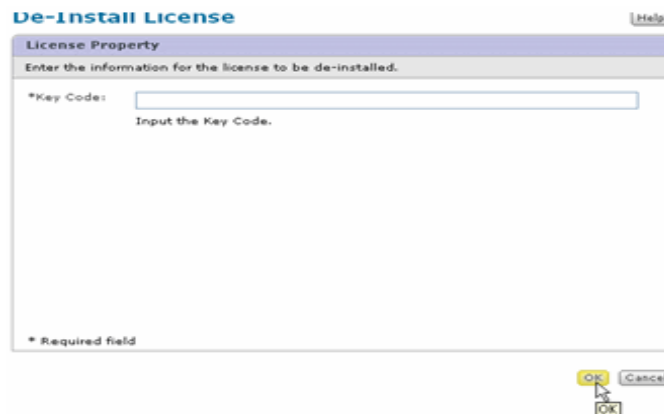 De-Install License
Help
License Property
Enter the information for the license to be de-installed.
*Key Code:
Input the Key Code.
* Required field
OK
Cance
OK